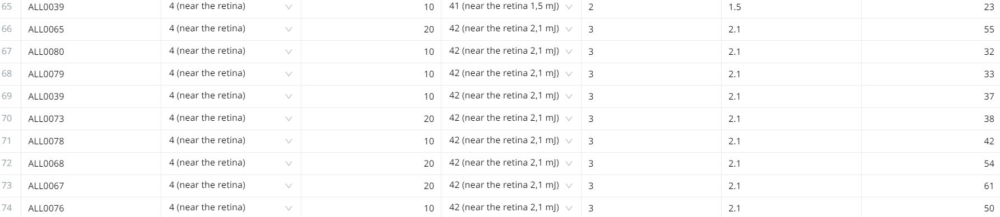 65 ALL0039 4 (near the retina) 10 41 (near the retina 1,5 mJ) 2 1.5 23
66 ALL0065 4 (near the retina) 20 42 (near the retina 2,1 mJ) 3 2.1 55
67 ALL0080 4 (near the retina) 10 42 (near the retina 2,1 mJ) 3 2.1 32
68 ALL0079 4 (near the retina) 10 42 (near the retina 2,1 mJ) 3 2.1 33
69 ALL0039 4 (near the retina) 10 42 (near the retina 2,1 mJ) 3 2.1 37
70 ALL0073 4 (near the retina) 20 42 (near the retina 2,1 mJ) 3 2.1 38
71 ALL0078 4 (near the retina) 10 42 (near the retina 2,1 mJ) 3 2.1 42
72 ALL0068 4 (near the retina) 20 42 (near the retina 2,1 mJ) 3 2.1 54
73 ALL0067 4 (near the retina) 20 42 (near the retina 2,1 mJ) 3 2.1 61
74 ALL0076 4 (near the retina) 10 42 (near the retina 2,1 mJ) 3 2.1 50